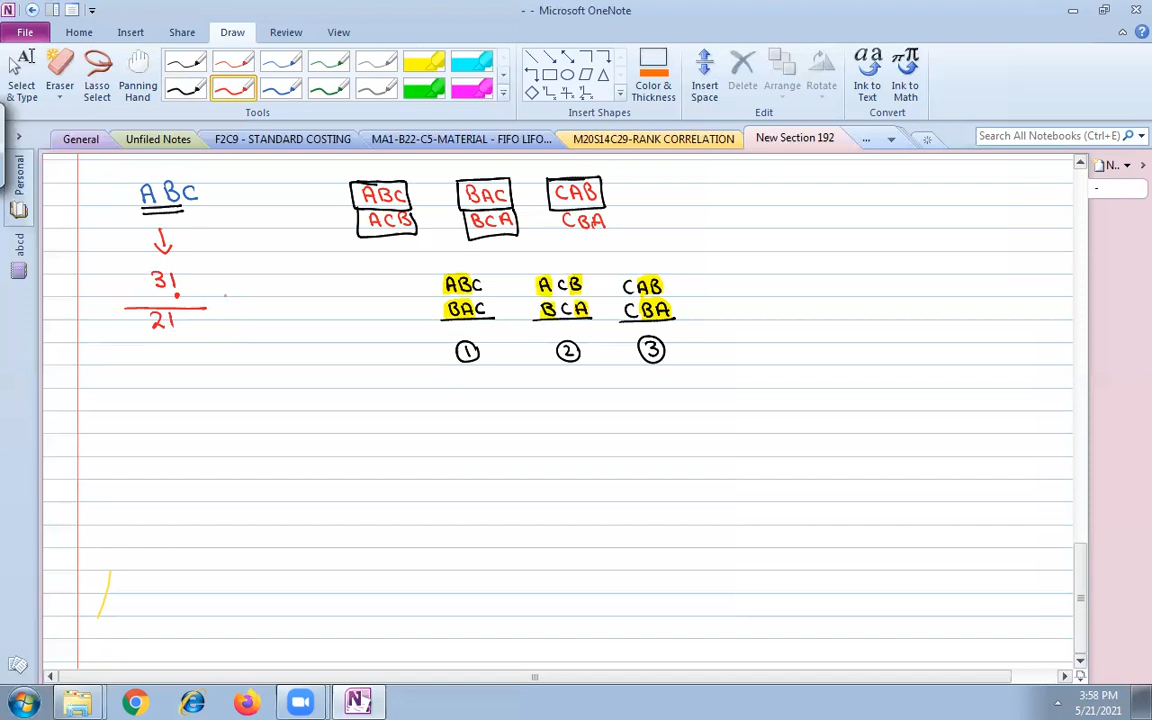 - - Microsoft OneNote
File Home Insert Share Draw Review View
Select & Type
Eraser
Lasso Select
Panning Hand
Color & Thickness
Insert Space
Delete
Arrange
Rotate
Ink to Text
Ink to Math
Tools
Insert Shapes
Edit
Convert
General
Unfiled Notes
F2C9 - STANDARD COSTING
MA1-B22-C5-MATERIAL - FIFO LIFO...
M20S14C29-RANK CORRELATION
New Section 192
...
Search All Notebooks (Ctrl+E)
Personal
abcd
N..
-
ABC
ABC BAC CAB
ACB BCA CBA
3!
2!
ABC ACB CAB
BAC BCA CBA
1 2 3
3:58 PM
5/21/2021